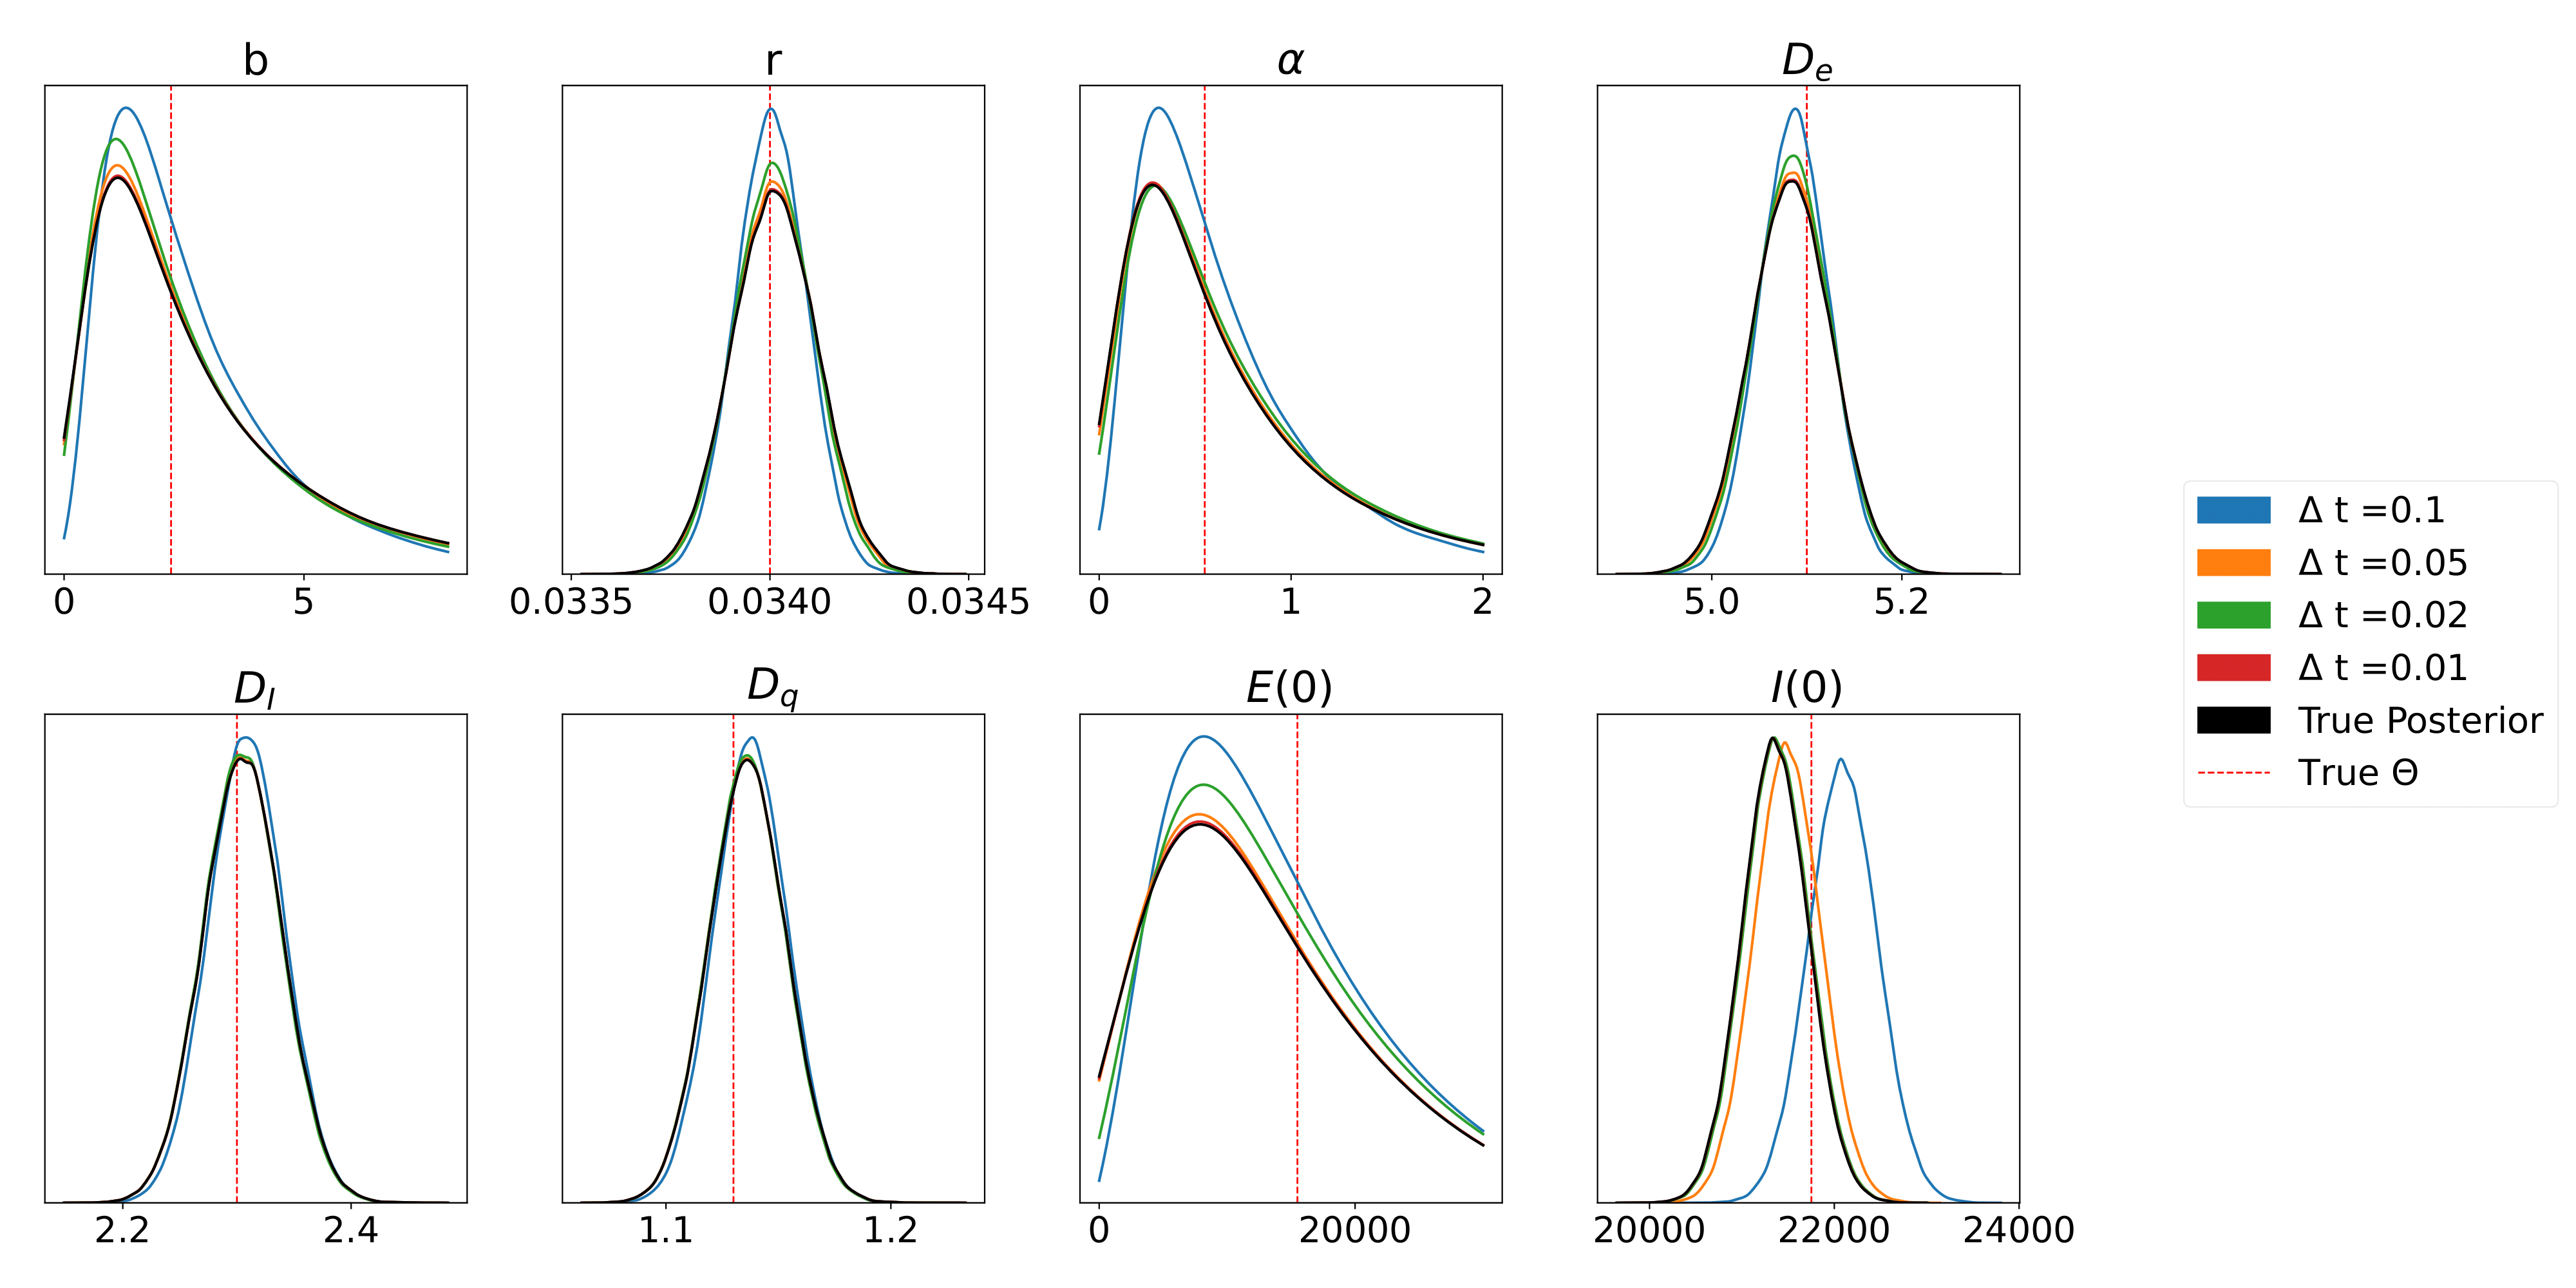 b
r
α
D_e
0 5
0.0335 0.0340 0.0345
0 1 2
5.0 5.2
Δ t =0.1
Δ t =0.05
Δ t =0.02
Δ t =0.01
True Posterior
True Θ
D_I
D_q
E(0)
I(0)
2.2 2.4
1.1 1.2
0 20000
20000 22000 24000